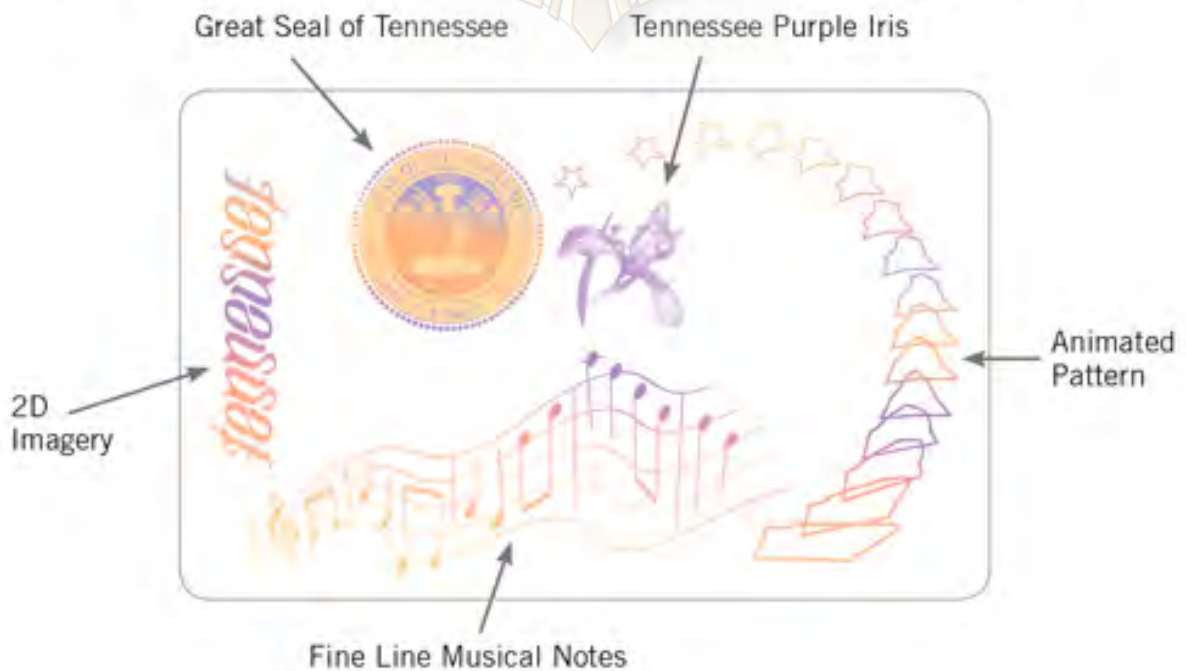 Great Seal of Tennessee
Tennessee Purple Iris
Tennessee
2D
Imagery
Animated
Pattern
Fine Line Musical Notes